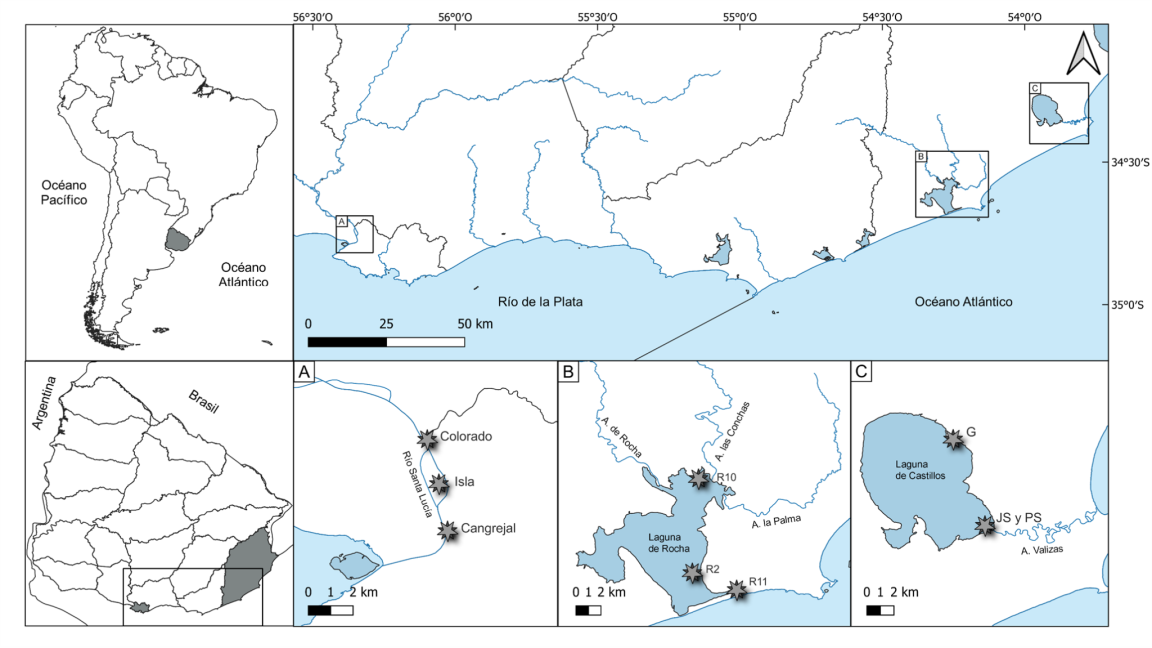 56°5'S
56°0'S
55°5'S
55°0'S
54°5'S
54°0'S
Océano
Pacífico
Océano
Atlántico
A
B
C
34°30'S
35°0'S
Río de la Plata
Océano Atlántico
0 25 50 km
Argentina
Brasil
A
Colorado
Isla
Cangrejal
Río Santa Lucía
0 1 2 km
B
A. de Rocha
A. las Conchas
R10
A. la Palma
Laguna
de Rocha
R2
R11
0 1 2 km
C
G
Laguna
de Castillos
JS y PS
A. Valizas
0 1 2 km